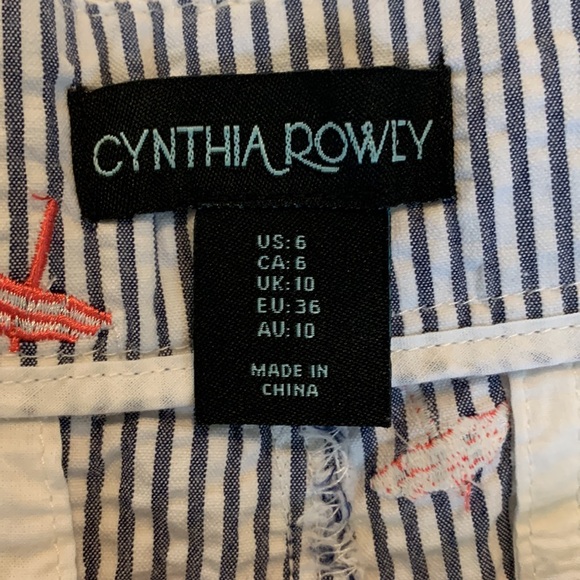 CYNTHIA ROWLEY
US: 6
CA: 6
UK: 10
EU: 36
AU: 10
MADE IN
CHINA